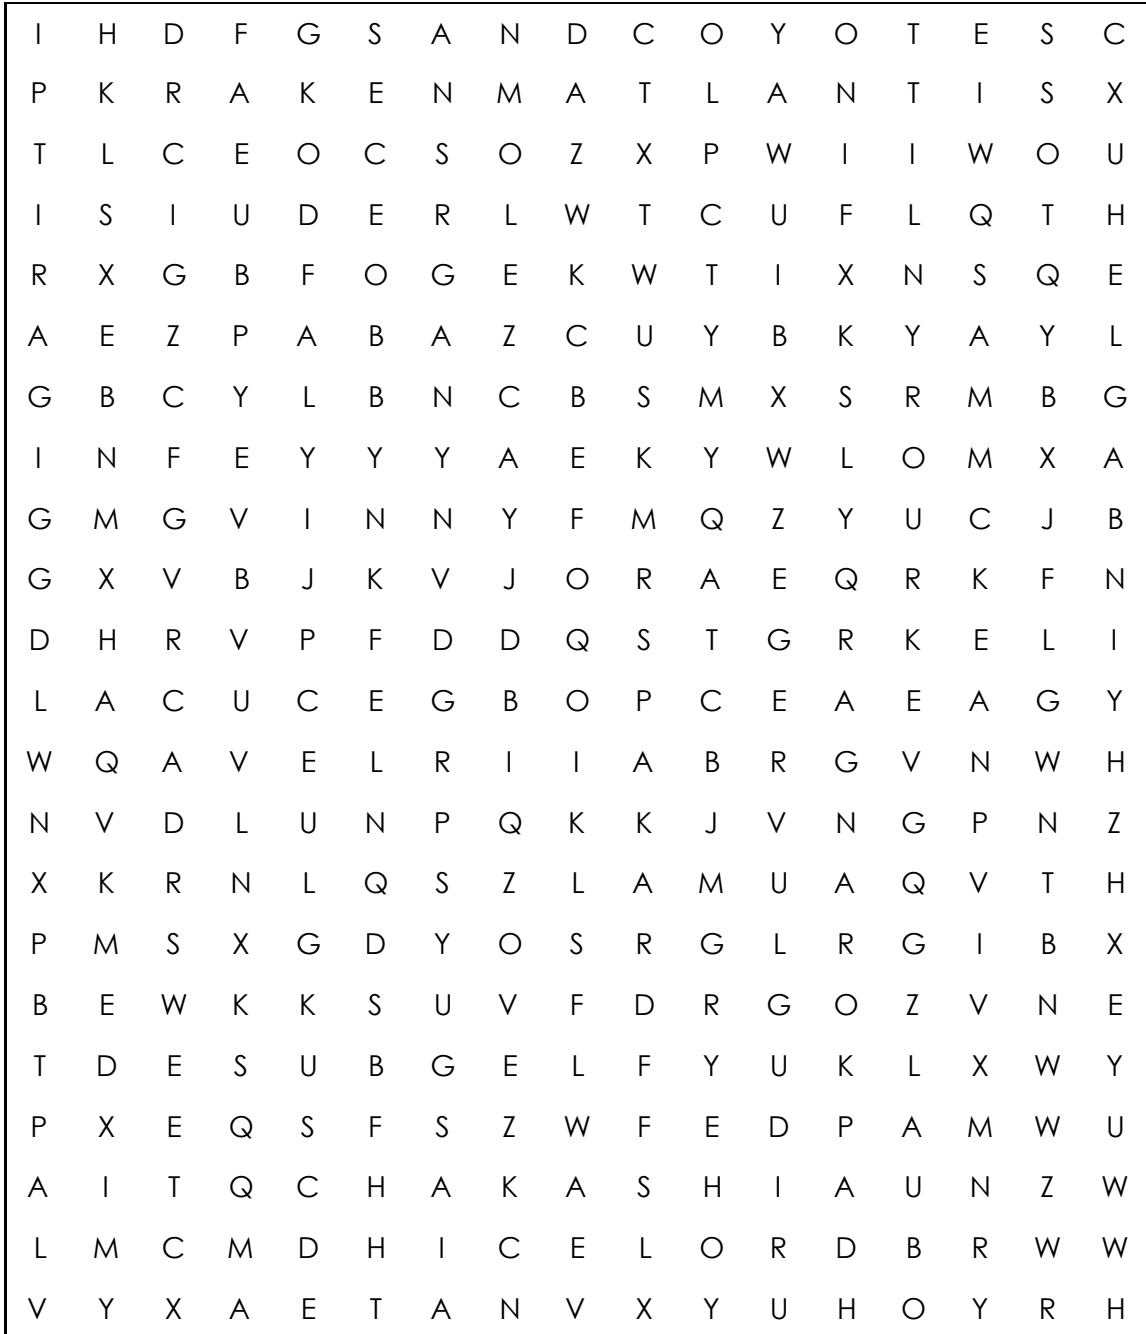 I H D F G S A N D C O Y O T E S C
P K R A K E N M A T L A N T I S X
T L C E O C S O Z X P W I I W O U
I S I U D E R L W T C U F L Q T H
R X G B F O G E K W T I X N S Q E
A E Z P A B A Z C U Y B K Y A Y L
G B C Y L B N C B S M X S R M B G
I N F E Y Y Y A E K Y W L O M X A
G M G V I N N Y F M Q Z Y U C J B
G X V B J K V J O R A E Q R K F N
D H R V P F D D Q S T G R K E L I
L A C U C E G B O P C E A E A G Y
W Q A V E L R I I A B R G V N W H
N V D L U N P Q K K J V N G P N Z
X K R N L Q S Z L A M U A Q V T H
P M S X G D Y O S R G L R G I B X
B E W K K S U V F D R G O Z V N E
T D E S U B G E L F Y U K L X W Y
P X E Q S F S Z W F E D P A M W U
A I T Q C H A K A S H I A U N Z W
L M C M D H I C E L O R D B R W W
V Y X A E T A N V X Y U H O Y R H